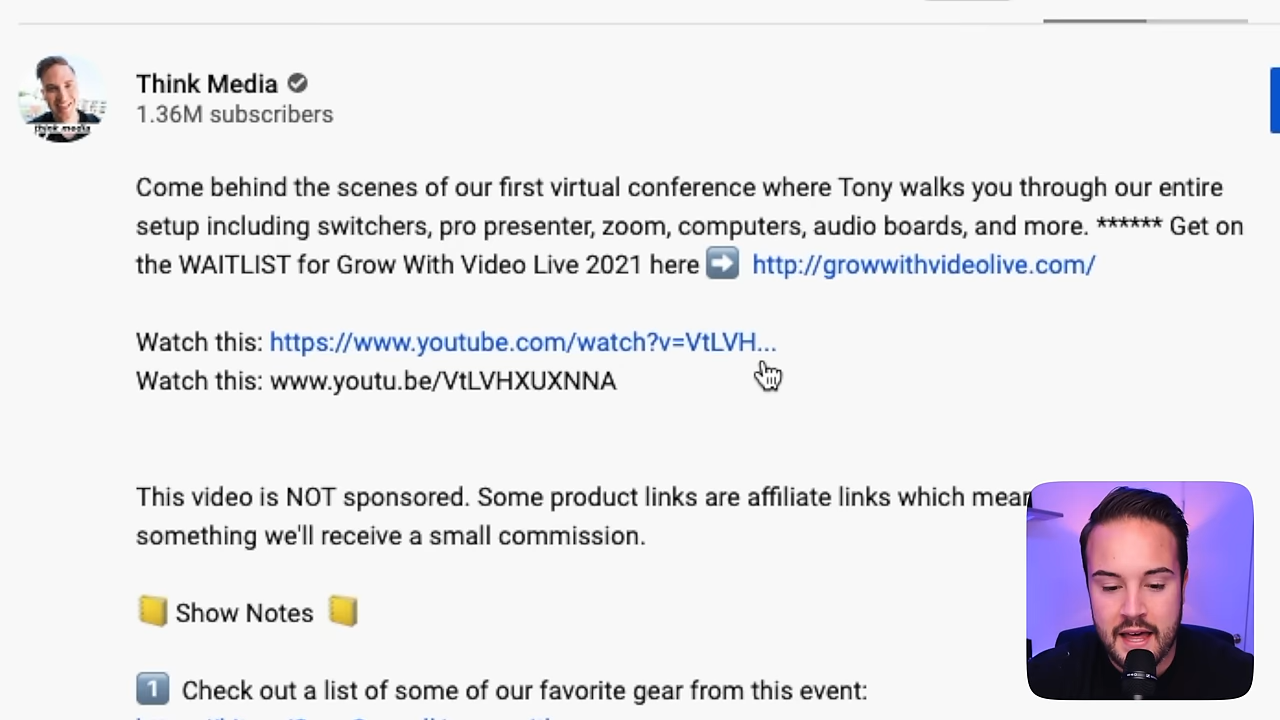 Think Media
1.36M subscribers
think media
Come behind the scenes of our first virtual conference where Tony walks you through our entire
setup including switchers, pro presenter, zoom, computers, audio boards, and more. ****** Get on
the WAITLIST for Grow With Video Live 2021 here ➡️ http://growwithvideolive.com/
Watch this: https://www.youtube.com/watch?v=VtLVH...
Watch this: www.youtu.be/VtLVHXUXNNA
This video is NOT sponsored. Some product links are affiliate links which mean
something we'll receive a small commission.
📒 Show Notes 📒
1️⃣ Check out a list of some of our favorite gear from this event: